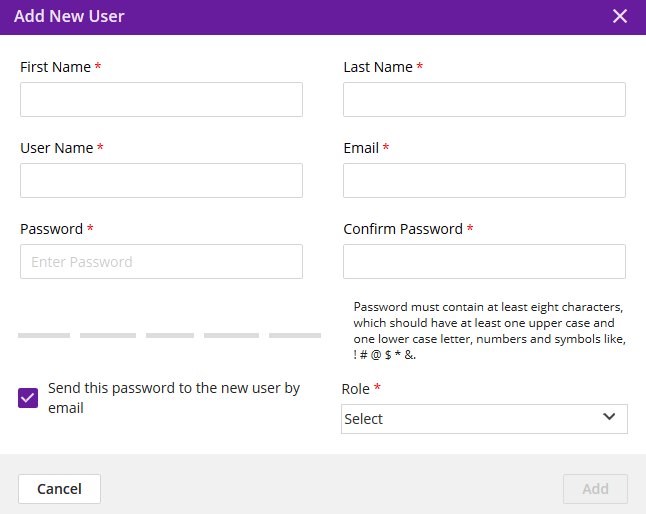 Add New User
First Name *
Last Name *
User Name *
Email *
Password *
Confirm Password *
Enter Password
Password must contain at least eight characters,
which should have at least one upper case and
one lower case letter, numbers and symbols like,
! # @ $ * &.
Send this password to the new user by
email
Role *
Select
Cancel
Add